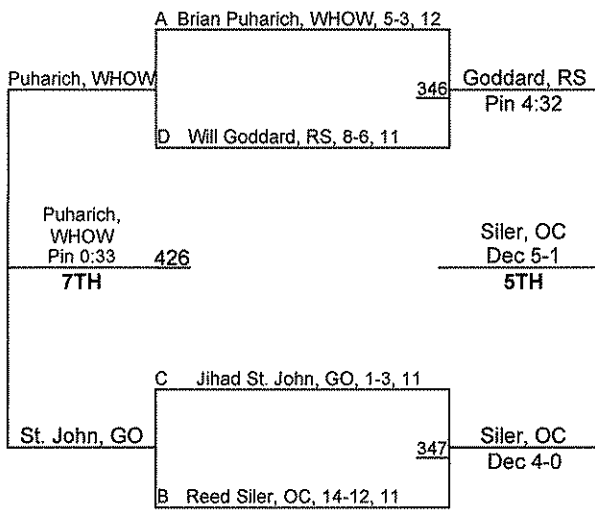 A Brian Puharich, WHOW, 5-3, 12
Puharich, WHOW
346
Goddard, RS
Pin 4:32
D Will Goddard, RS, 8-6, 11
Puharich,
WHOW
Pin 0:33
426
7TH
Siler, OC
Dec 5-1
5TH
C Jihad St. John, GO, 1-3, 11
St. John, GO
347
Siler, OC
Dec 4-0
B Reed Siler, OC, 14-12, 11